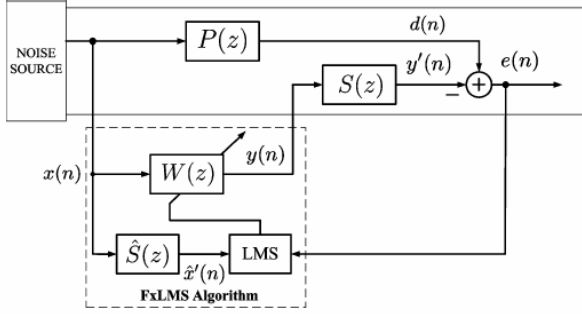 NOISE
SOURCE
P(z)
d(n)
S(z)
y′(n)
−
+
e(n)
x(n)
W(z)
y(n)
Ŝ(z)
x̂′(n)
LMS
FxLMS Algorithm